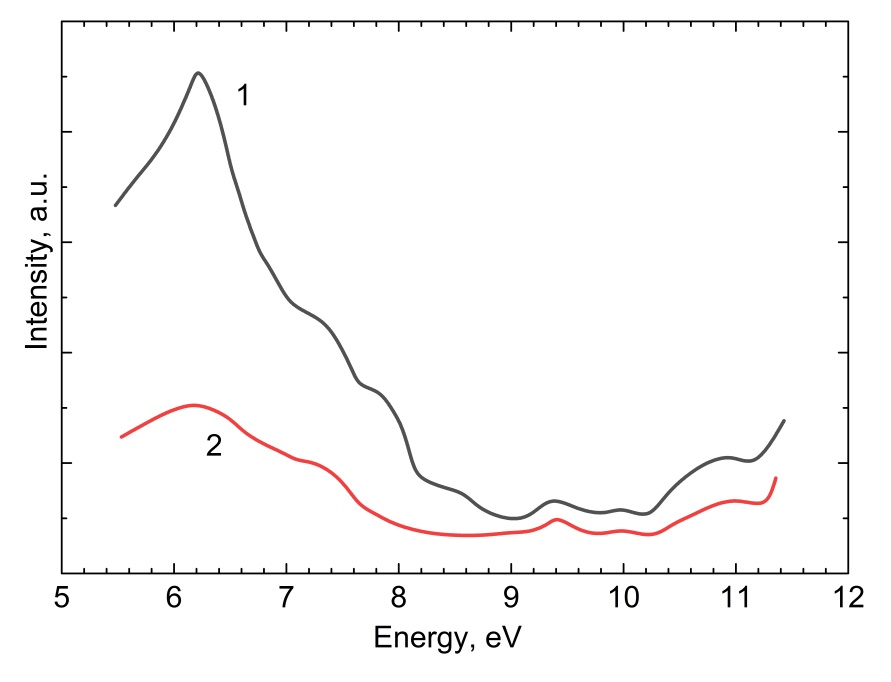 1
Intensity, a.u.
2
5 6 7 8 9 10 11 12
Energy, eV